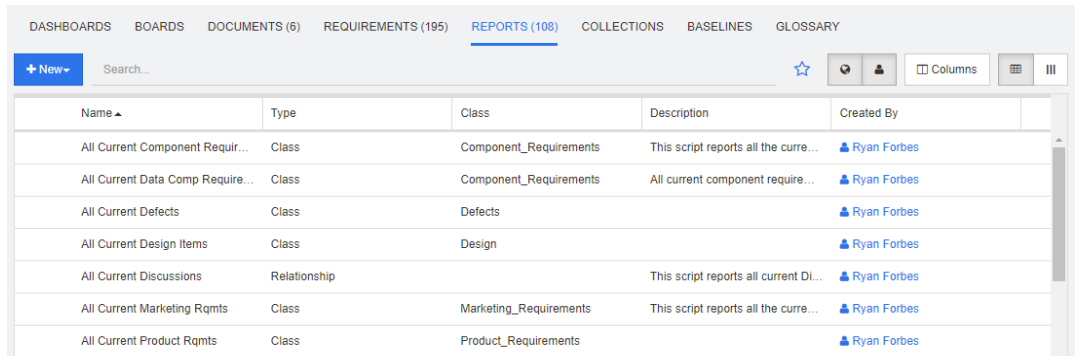 DASHBOARDS BOARDS DOCUMENTS (6) REQUIREMENTS (195) REPORTS (108) COLLECTIONS BASELINES GLOSSARY
+ New Search... Columns
Name Type Class Description Created By
All Current Component Requir... Class Component_Requirements This script reports all the curre... Ryan Forbes
All Current Data Comp Require... Class Component_Requirements All current component require... Ryan Forbes
All Current Defects Class Defects Ryan Forbes
All Current Design Items Class Design Ryan Forbes
All Current Discussions Relationship This script reports all current Di... Ryan Forbes
All Current Marketing Rqmts Class Marketing_Requirements This script reports all the curre... Ryan Forbes
All Current Product Rqmts Class Product_Requirements Ryan Forbes